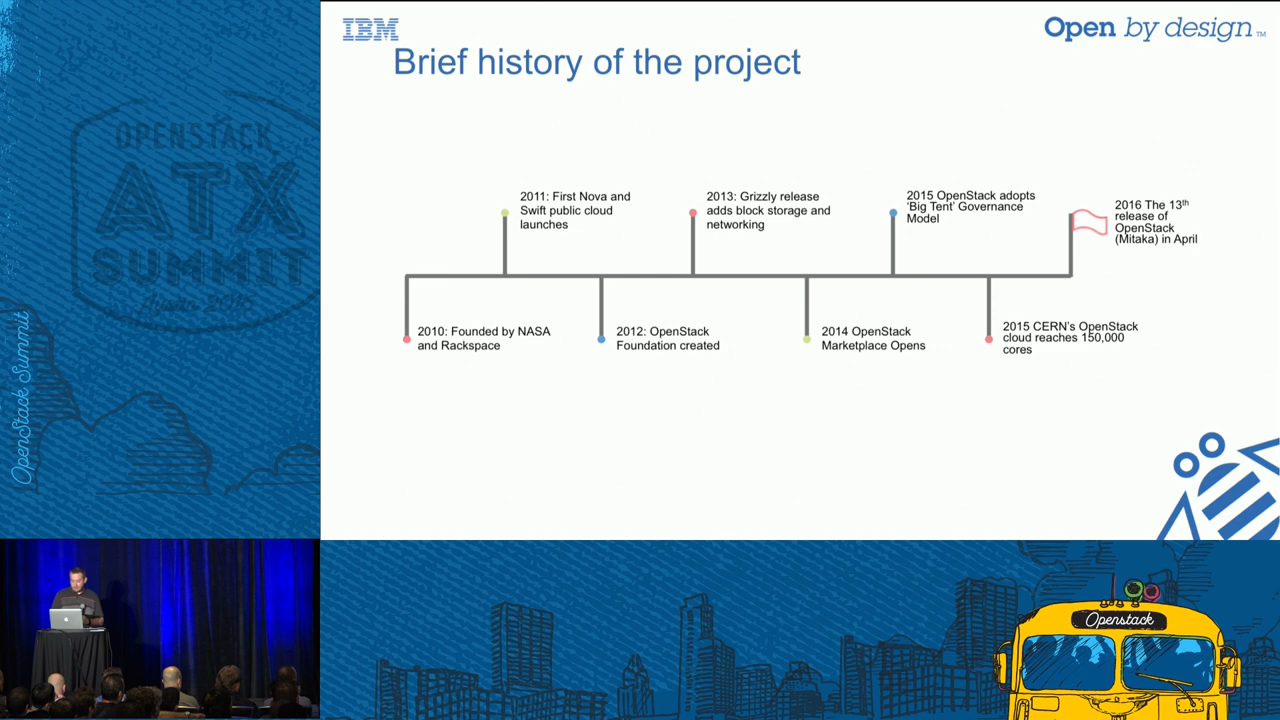 IBM
Open by design™
Brief history of the project
2011: First Nova and
Swift public cloud
launches
2013: Grizzly release
adds block storage and
networking
2015 OpenStack adopts
'Big Tent' Governance
Model
2016 The 13th
release of
OpenStack
(Mitaka) in April
2010: Founded by NASA
and Rackspace
2012: OpenStack
Foundation created
2014 OpenStack
Marketplace Opens
2015 CERN's OpenStack
cloud reaches 150,000
cores
OPENSTACK
ATX
SUMMIT
Austin 2016
OpenStack Summit
Openstack